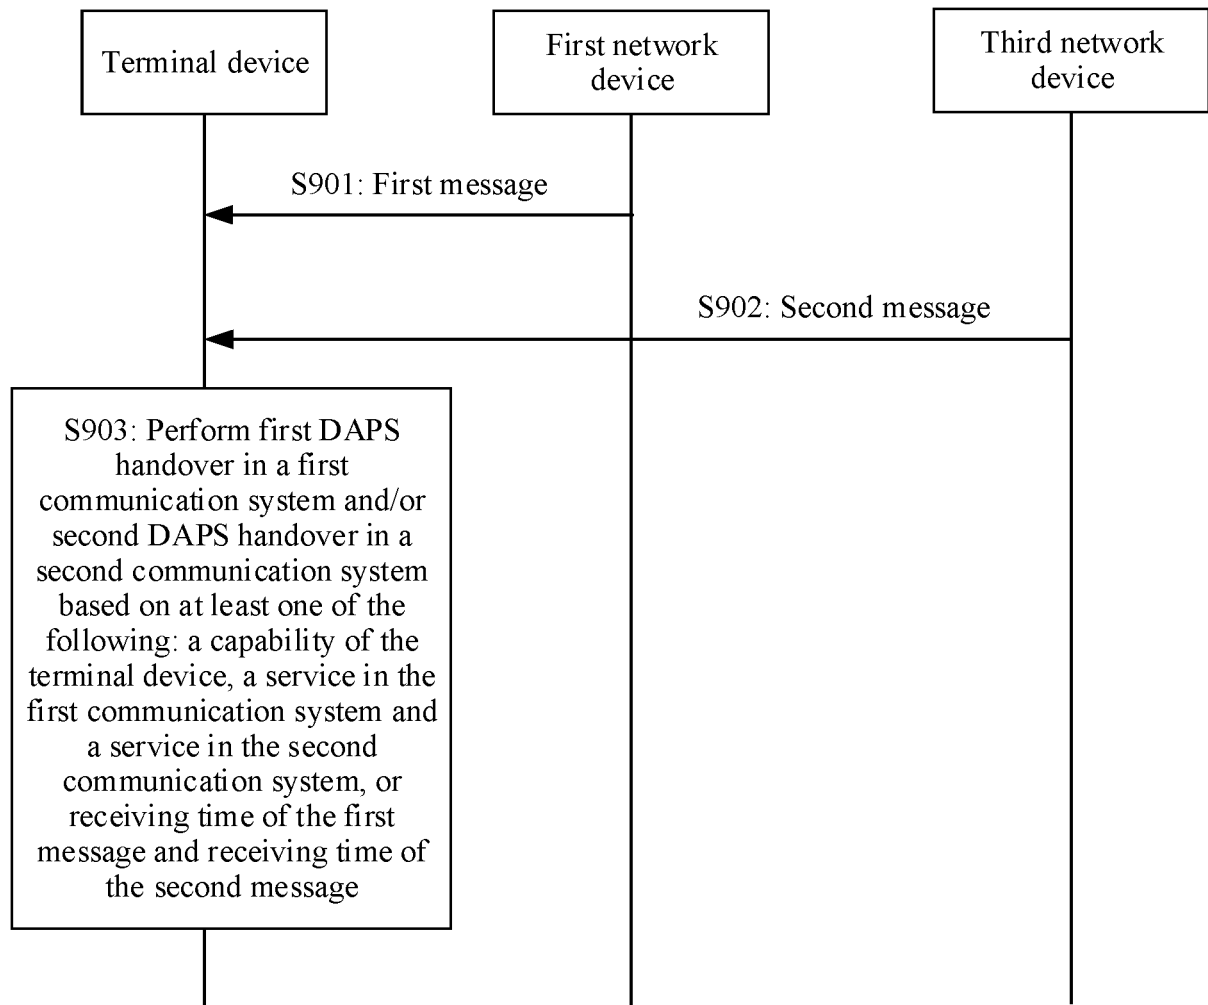 Terminal device
First network
device
Third network
device
S901: First message
S902: Second message
S903: Perform first DAPS
handover in a first
communication system and/or
second DAPS handover in a
second communication system
based on at least one of the
following: a capability of the
terminal device, a service in the
first communication system and
a service in the second
communication system, or
receiving time of the first
message and receiving time of
the second message